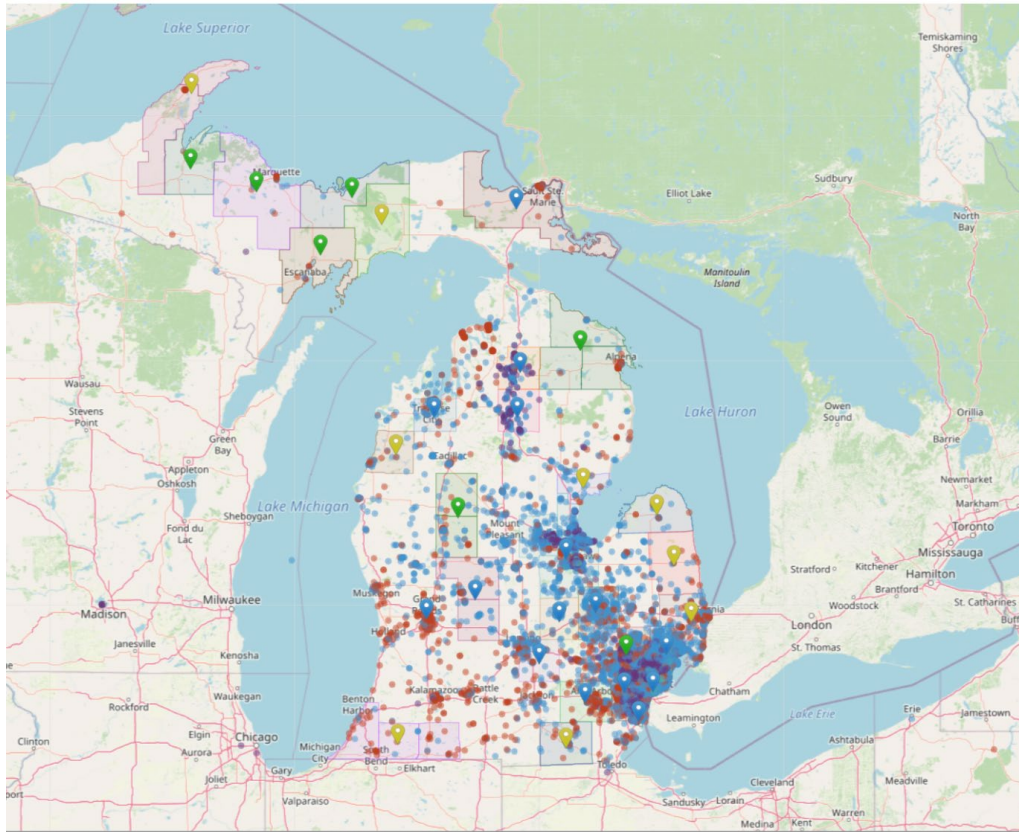 Lake Superior
Temiskaming
Shores
Marquette
Sault Ste.
Marie
Elliot Lake
Sudbury
North
Bay
Escanaba
Manitoulin
Island
Alpena
Wausau
Stevens
Point
Green
Bay
Lake Huron
Owen
Sound
Orillia
Barrie
Cadillac
Appleton
Oshkosh
Newmarket
Markham
Toronto
Lake Michigan
Mount
Pleasant
Fond du
Lac
Sheboygan
Mississauga
Stratford
Kitchener
Hamilton
Brantford
Muskegon
Woodstock
St. Catharines
Madison
Milwaukee
London
St. Thomas
Holland
Janesville
Kenosha
Waukegan
Kalamazoo
Battle
Creek
Benton
Harbor
Chatham
Rockford
Leamington
Lake Erie
Erie
Jamestown
Elgin
Chicago
Clinton
Aurora
Michigan
City
South
Bend
Ashtabula
Joliet
Gary
Elkhart
Toledo
Cleveland
Meadville
Valparaiso
Sandusky
Lorain
Warren
Medina
Kent